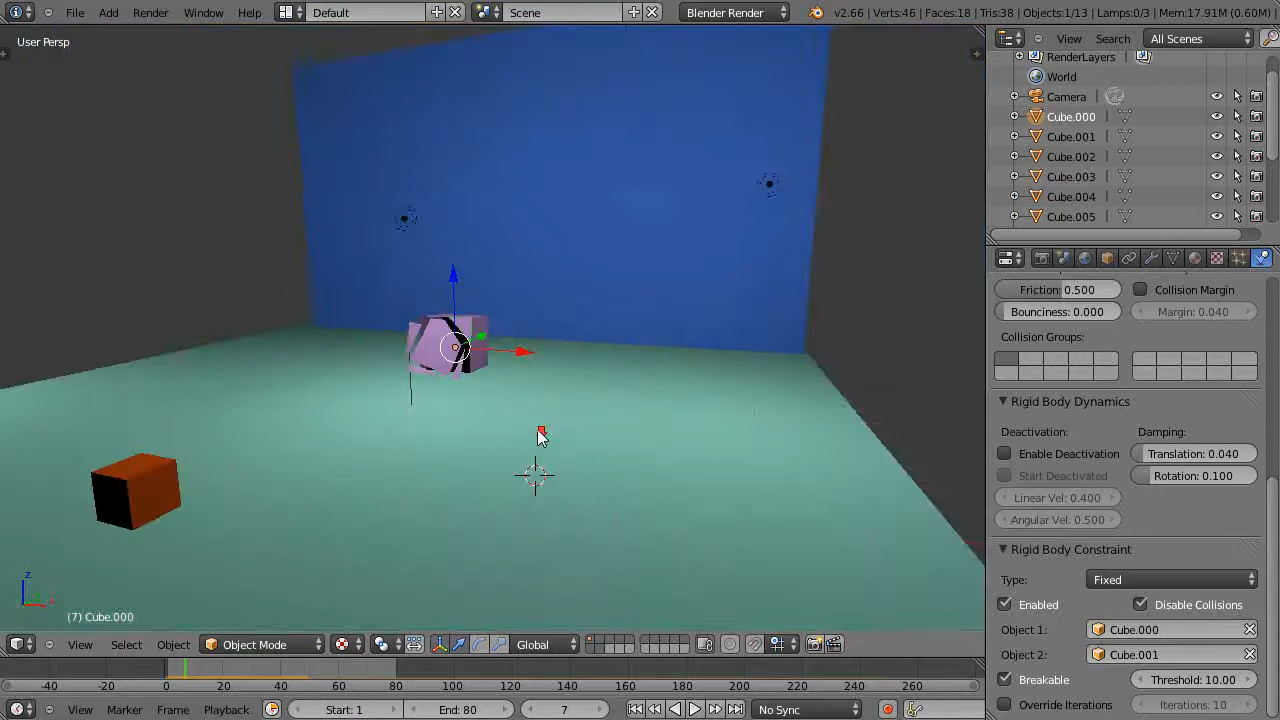 File Add Render Window Help Default Scene Blender Render v2.66 | Verts:46 | Faces:18 | Tris:38 | Objects:1/13 | Lamps:0/3 | Mem:17.91M (0.60M)
User Persp
View Search All Scenes
RenderLayers
World
Camera
Cube.000
Cube.001
Cube.002
Cube.003
Cube.004
Cube.005
Friction: 0.500 Collision Margin
Bounciness: 0.000 Margin: 0.040
Collision Groups:
Rigid Body Dynamics
Deactivation: Damping:
Enable Deactivation Translation: 0.040
Start Deactivated Rotation: 0.100
Linear Vel: 0.400
Angular Vel: 0.500
Rigid Body Constraint
Type: Fixed
Enabled Disable Collisions
Object 1: Cube.000
Object 2: Cube.001
Breakable Threshold: 10.00
Override Iterations Iterations: 10
z
(7) Cube.000
View Select Object Object Mode Global
-40 -20 0 20 40 60 80 100 120 140 160 180 200 220 240 260
View Marker Frame Playback Start: 1 End: 80 7 No Sync